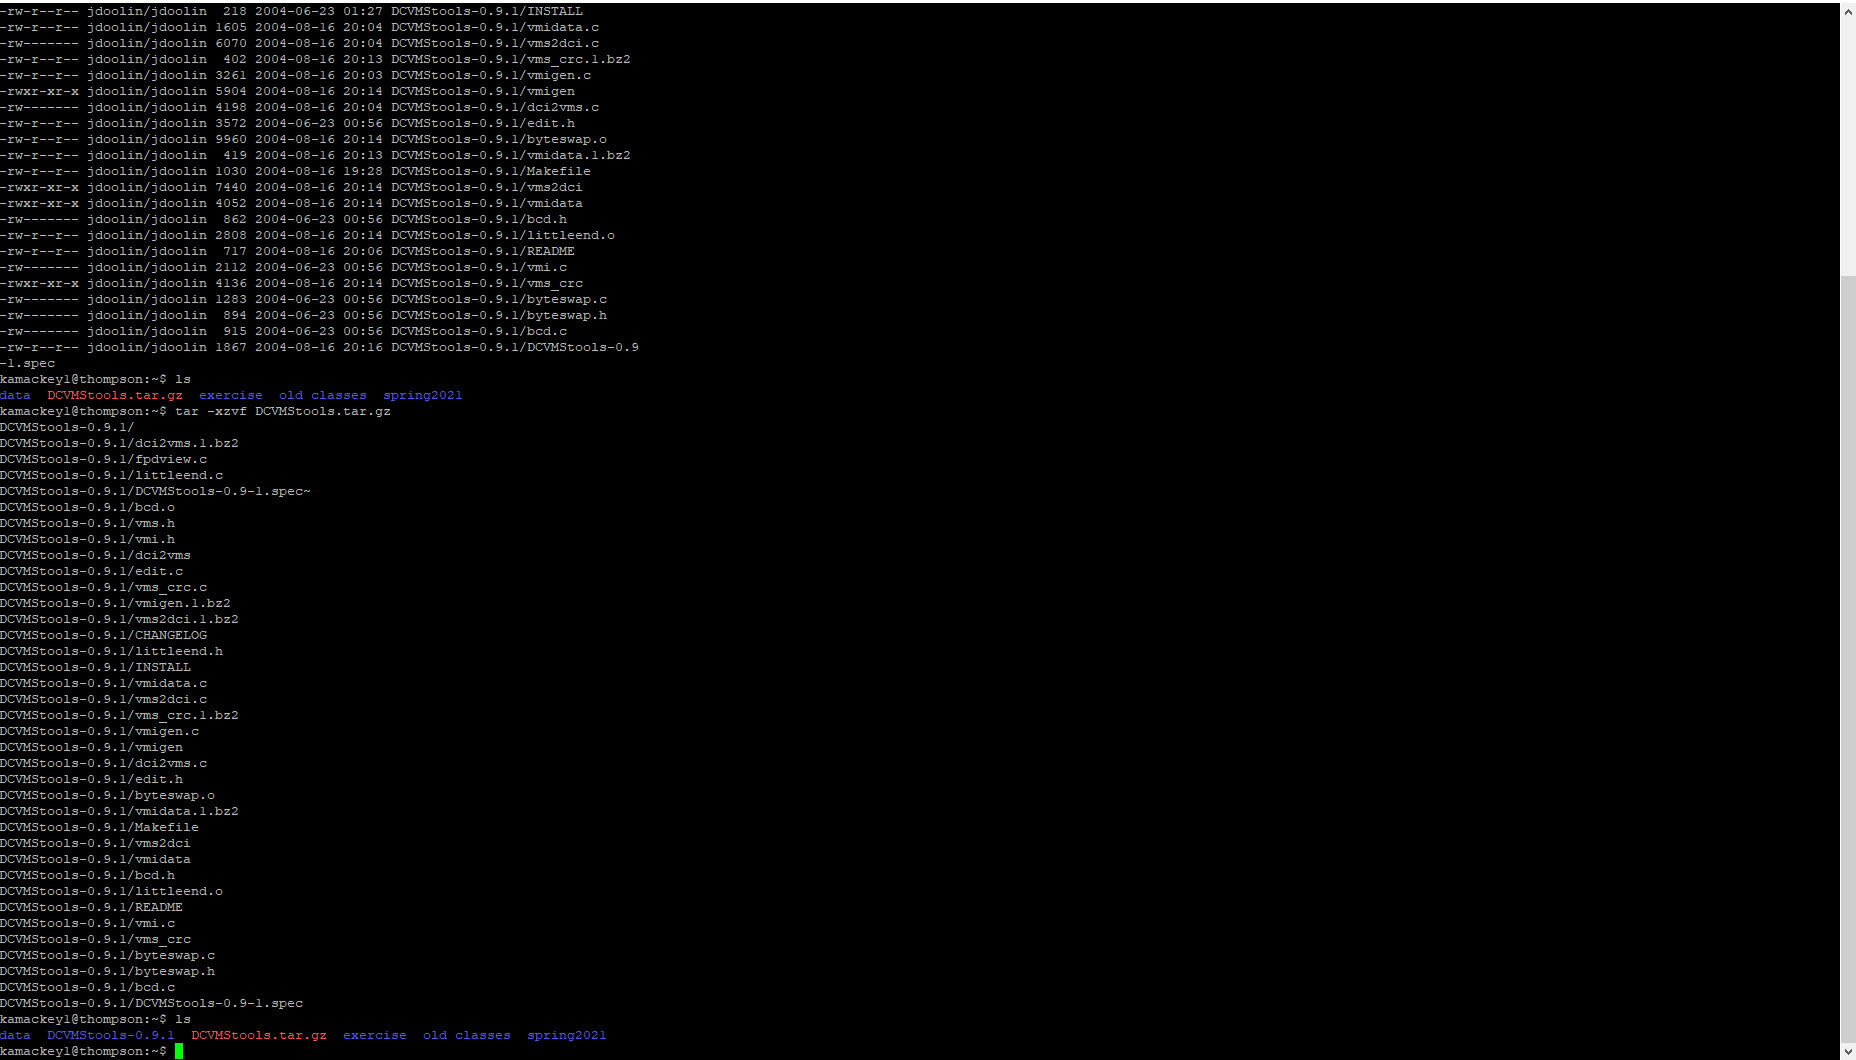 -rw-r--r-- jdoolin/jdoolin  218 2004-06-23 01:27 DCVMStools-0.9.1/INSTALL
-rw-r--r-- jdoolin/jdoolin 1605 2004-08-16 20:04 DCVMStools-0.9.1/vmidata.c
-rw------- jdoolin/jdoolin 6070 2004-08-16 20:04 DCVMStools-0.9.1/vms2dci.c
-rw-r--r-- jdoolin/jdoolin  402 2004-08-16 20:13 DCVMStools-0.9.1/vms_crc.1.bz2
-rw-r--r-- jdoolin/jdoolin 3261 2004-08-16 20:03 DCVMStools-0.9.1/vmigen.c
-rwxr-xr-x jdoolin/jdoolin 5904 2004-08-16 20:14 DCVMStools-0.9.1/vmigen
-rw------- jdoolin/jdoolin 4198 2004-08-16 20:04 DCVMStools-0.9.1/dci2vms.c
-rw-r--r-- jdoolin/jdoolin 3572 2004-06-23 00:56 DCVMStools-0.9.1/edit.h
-rw-r--r-- jdoolin/jdoolin 9960 2004-08-16 20:14 DCVMStools-0.9.1/byteswap.o
-rw-r--r-- jdoolin/jdoolin  419 2004-08-16 20:13 DCVMStools-0.9.1/vmidata.1.bz2
-rw-r--r-- jdoolin/jdoolin 1030 2004-08-16 19:28 DCVMStools-0.9.1/Makefile
-rwxr-xr-x jdoolin/jdoolin 7440 2004-08-16 20:14 DCVMStools-0.9.1/vms2dci
-rwxr-xr-x jdoolin/jdoolin 4052 2004-08-16 20:14 DCVMStools-0.9.1/vmidata
-rw------- jdoolin/jdoolin  862 2004-06-23 00:56 DCVMStools-0.9.1/bcd.h
-rw-r--r-- jdoolin/jdoolin 2808 2004-08-16 20:14 DCVMStools-0.9.1/littleend.o
-rw-r--r-- jdoolin/jdoolin  717 2004-08-16 20:06 DCVMStools-0.9.1/README
-rw------- jdoolin/jdoolin 2112 2004-06-23 00:56 DCVMStools-0.9.1/vmi.c
-rwxr-xr-x jdoolin/jdoolin 4136 2004-08-16 20:14 DCVMStools-0.9.1/vms_crc
-rw------- jdoolin/jdoolin 1283 2004-06-23 00:56 DCVMStools-0.9.1/byteswap.c
-rw------- jdoolin/jdoolin  894 2004-06-23 00:56 DCVMStools-0.9.1/byteswap.h
-rw------- jdoolin/jdoolin  915 2004-06-23 00:56 DCVMStools-0.9.1/bcd.c
-rw-r--r-- jdoolin/jdoolin 1867 2004-08-16 20:16 DCVMStools-0.9.1/DCVMStools-0.9
-1.spec
kamackey1@thompson:~$ ls
data  DCVMStools.tar.gz  exercise  old classes  spring2021
kamackey1@thompson:~$ tar -xzvf DCVMStools.tar.gz
DCVMStools-0.9.1/
DCVMStools-0.9.1/dci2vms.1.bz2
DCVMStools-0.9.1/fpdview.c
DCVMStools-0.9.1/littleend.c
DCVMStools-0.9.1/DCVMStools-0.9-1.spec~
DCVMStools-0.9.1/bcd.o
DCVMStools-0.9.1/vms.h
DCVMStools-0.9.1/vmi.h
DCVMStools-0.9.1/dci2vms
DCVMStools-0.9.1/edit.c
DCVMStools-0.9.1/vms_crc.c
DCVMStools-0.9.1/vmigen.1.bz2
DCVMStools-0.9.1/vms2dci.1.bz2
DCVMStools-0.9.1/CHANGELOG
DCVMStools-0.9.1/littleend.h
DCVMStools-0.9.1/INSTALL
DCVMStools-0.9.1/vmidata.c
DCVMStools-0.9.1/vms2dci.c
DCVMStools-0.9.1/vms_crc.1.bz2
DCVMStools-0.9.1/vmigen.c
DCVMStools-0.9.1/vmigen
DCVMStools-0.9.1/dci2vms.c
DCVMStools-0.9.1/edit.h
DCVMStools-0.9.1/byteswap.o
DCVMStools-0.9.1/vmidata.1.bz2
DCVMStools-0.9.1/Makefile
DCVMStools-0.9.1/vms2dci
DCVMStools-0.9.1/vmidata
DCVMStools-0.9.1/bcd.h
DCVMStools-0.9.1/littleend.o
DCVMStools-0.9.1/README
DCVMStools-0.9.1/vmi.c
DCVMStools-0.9.1/vms_crc
DCVMStools-0.9.1/byteswap.c
DCVMStools-0.9.1/byteswap.h
DCVMStools-0.9.1/bcd.c
DCVMStools-0.9.1/DCVMStools-0.9-1.spec
kamackey1@thompson:~$ ls
data  DCVMStools-0.9.1  DCVMStools.tar.gz  exercise  old classes  spring2021
kamackey1@thompson:~$